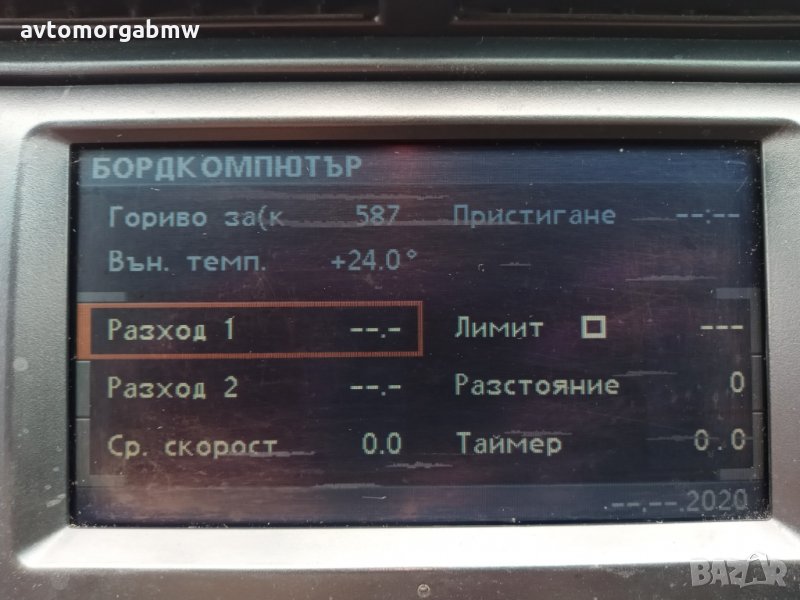 avtomorgabmw
БОРДКОМПЮТЪР
Гориво за(к 587 Пристигане --:--
Вън. темп. +24.0°
Разход 1 --.- Лимит ---
Разход 2 --.- Разстояние 0
Ср. скорост 0.0 Таймер 0.0
--.--.2020
BAZAR